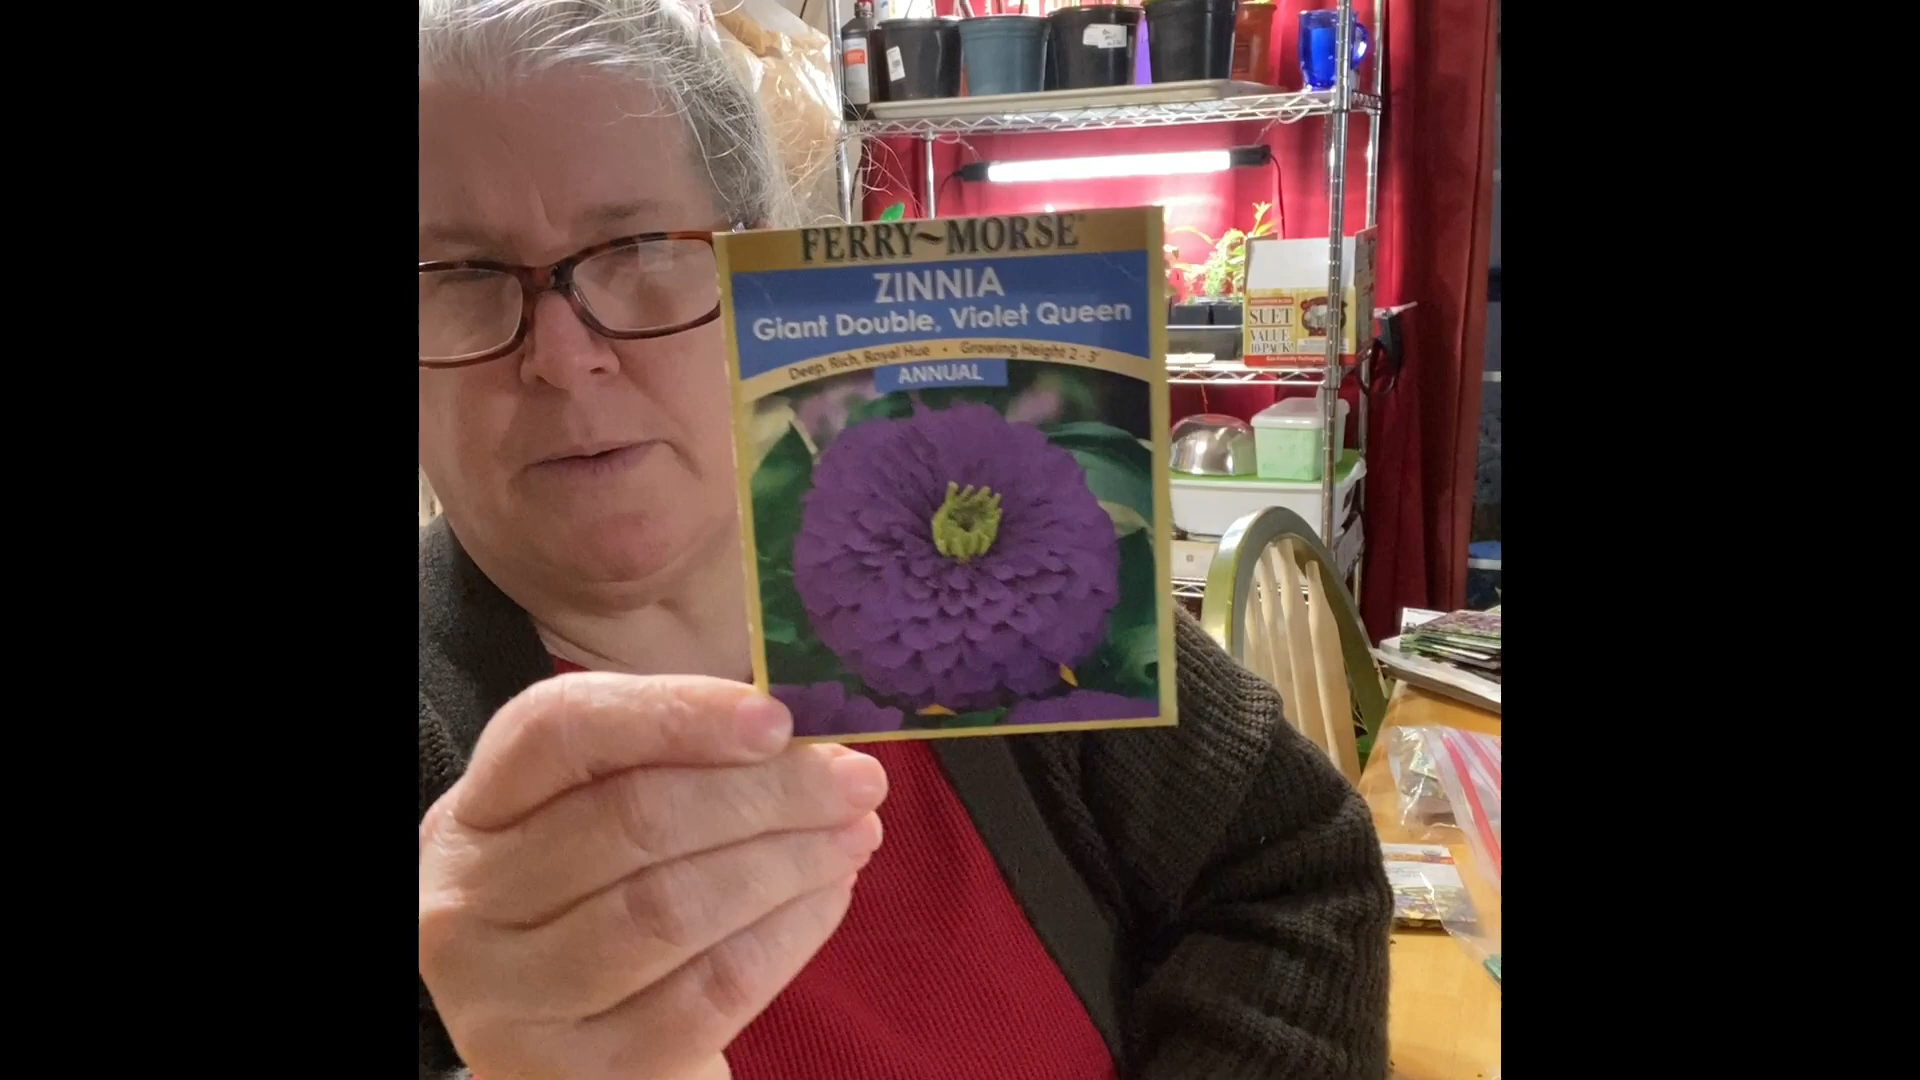 FERRY~MORSE
ZINNIA
Giant Double, Violet Queen
Deep, Rich, Royal Hue • Growing Height 2 - 3'
ANNUAL
SUET
VALUE
10-PACK!